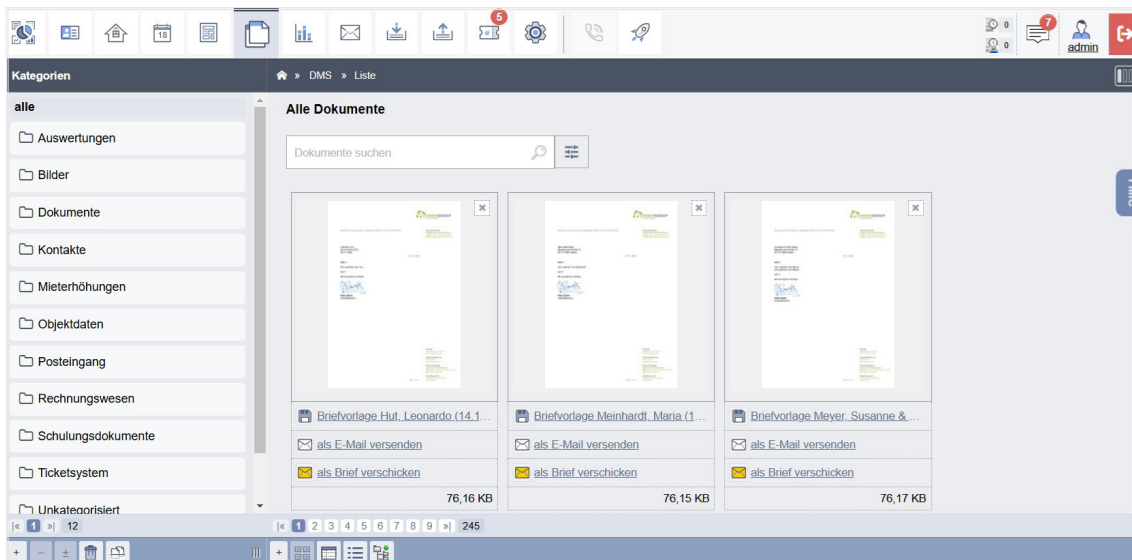 18
5
0
0
7
admin
Kategorien
» DMS » Liste
alle
Auswertungen
Bilder
Dokumente
Kontakte
Mieterhöhungen
Objektdaten
Posteingang
Rechnungswesen
Schulungsdokumente
Ticketsystem
Unkategorisiert
|« 1 »| 12
Alle Dokumente
Dokumente suchen
Briefvorlage Hut, Leonardo (14.1...
als E-Mail versenden
als Brief verschicken
76,16 KB
Briefvorlage Meinhardt, Maria (1...
als E-Mail versenden
als Brief verschicken
76,15 KB
Briefvorlage Meyer, Susanne & ...
als E-Mail versenden
als Brief verschicken
76,17 KB
|« 1 2 3 4 5 6 7 8 9 »| 245